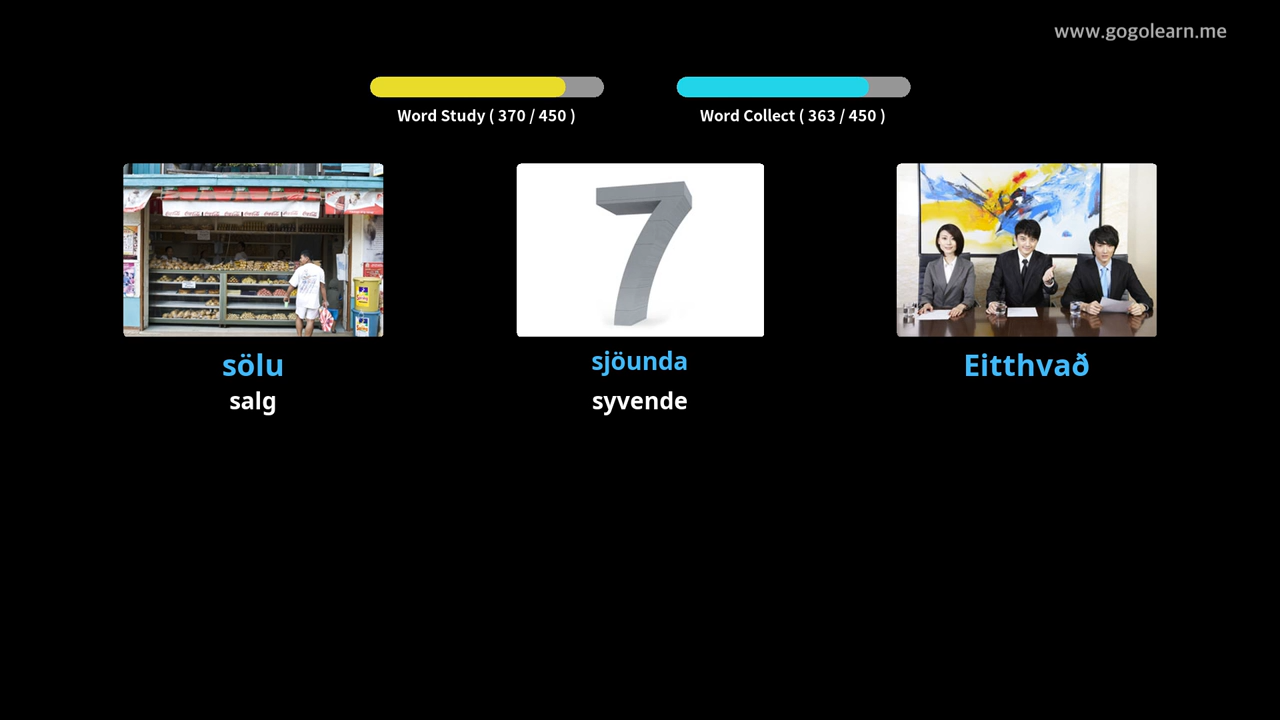 www.gogolearn.me
Word Study ( 370 / 450 )
Word Collect ( 363 / 450 )
sölu
sjöunda
Eitthvað
salg
syvende